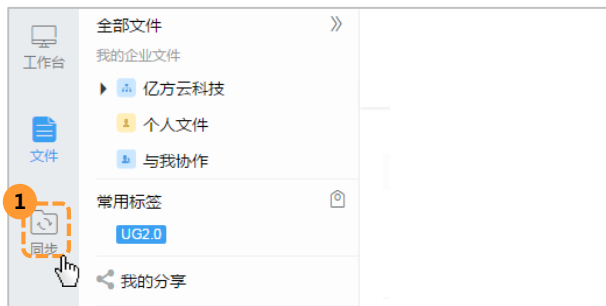 工作台
文件
1
同步
全部文件
我的企业文件
亿方云科技
个人文件
与我协作
常用标签
UG2.0
我的分享